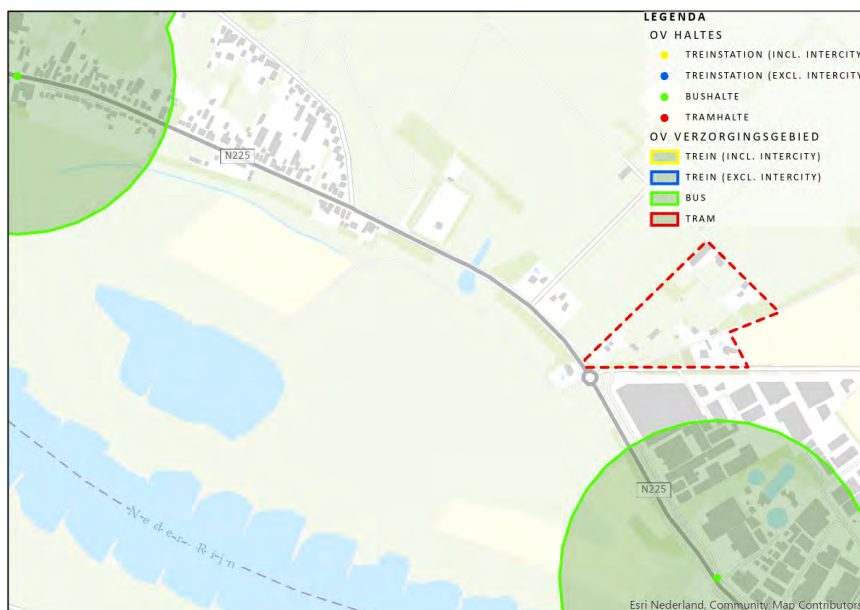 LEGENDA
OV HALTES
TREINSTATION (INCL. INTERCITY
TREINSTATION (EXCL. INTERCITY
BUSHALTE
TRAMHALTE
OV VERZORGINGSGEBIED
TREIN (INCL. INTERCITY)
TREIN (EXCL. INTERCITY)
BUS
TRAM
N225
N225
Neder Rijn
Esri Nederland, Community Map Contributors